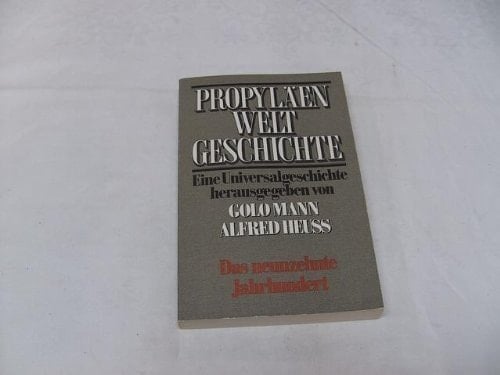 PROPYLÄEN
WELT
GESCHICHTE
Eine Universalgeschichte
herausgegeben von
GOLO MANN
ALFRED HEUSS
Das neunzehnte
Jahrhundert